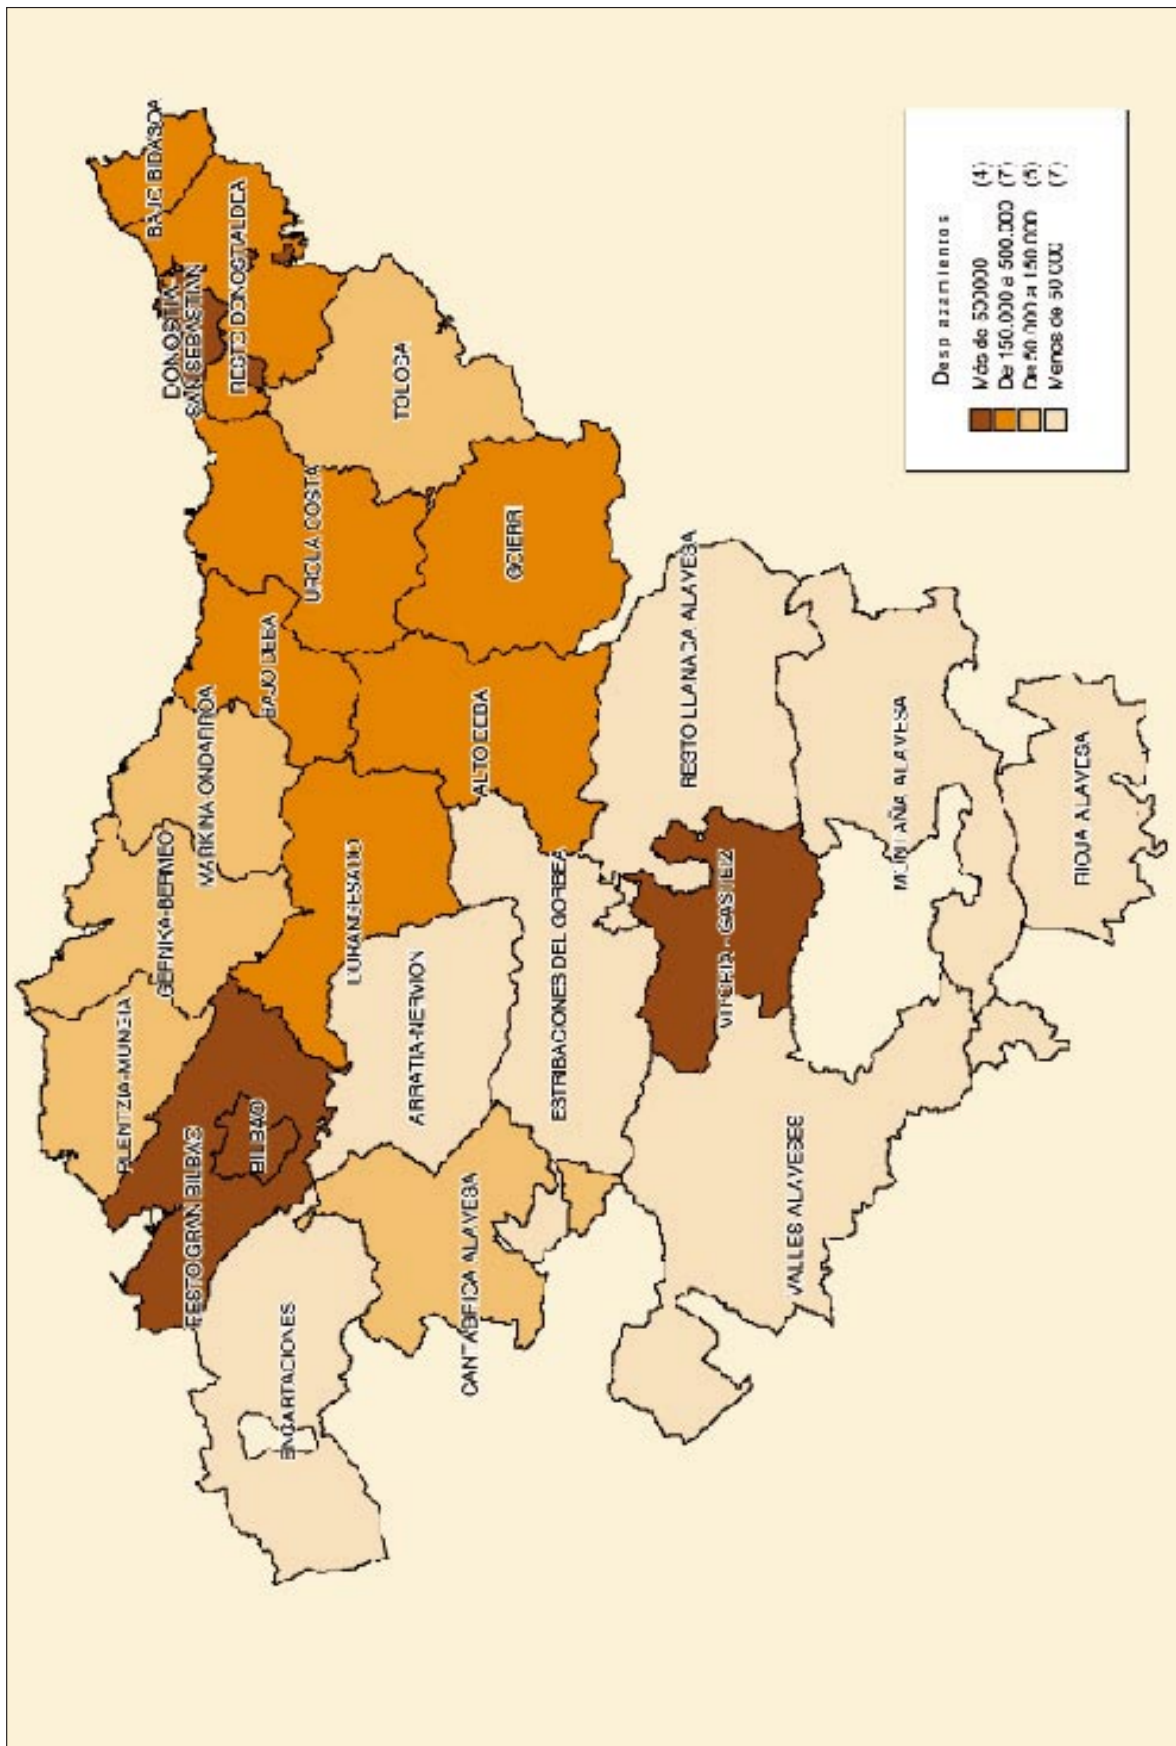 BAJO BIDASOA
DONOSTIA-
SAN SEBASTIAN
RESTO DONOSTIALDEA
TOLOSA
UROLA COSTA
GOIERRI
BAJO DEBA
ALTO DEBA
MARKINA-ONDARROA
GERNIKA-BERMEO
DURANGESADO
PLENTZIA-MUNGIA
BILBAO
RESTO GRAN BILBAO
ARRATIA-NERVION
ENCARTACIONES
CANTABRICA ALAVESA
ESTRIBACIONES DEL GORBEA
RESTO LLANADA ALAVESA
VITORIA - GASTEIZ
MONTAÑA ALAVESA
RIOJA ALAVESA
VALLES ALAVESES
Desplazamientos
Más de 500000 (4)
De 150.000 a 500.000 (7)
De 50.000 a 150.000 (5)
Menos de 50.000 (7)